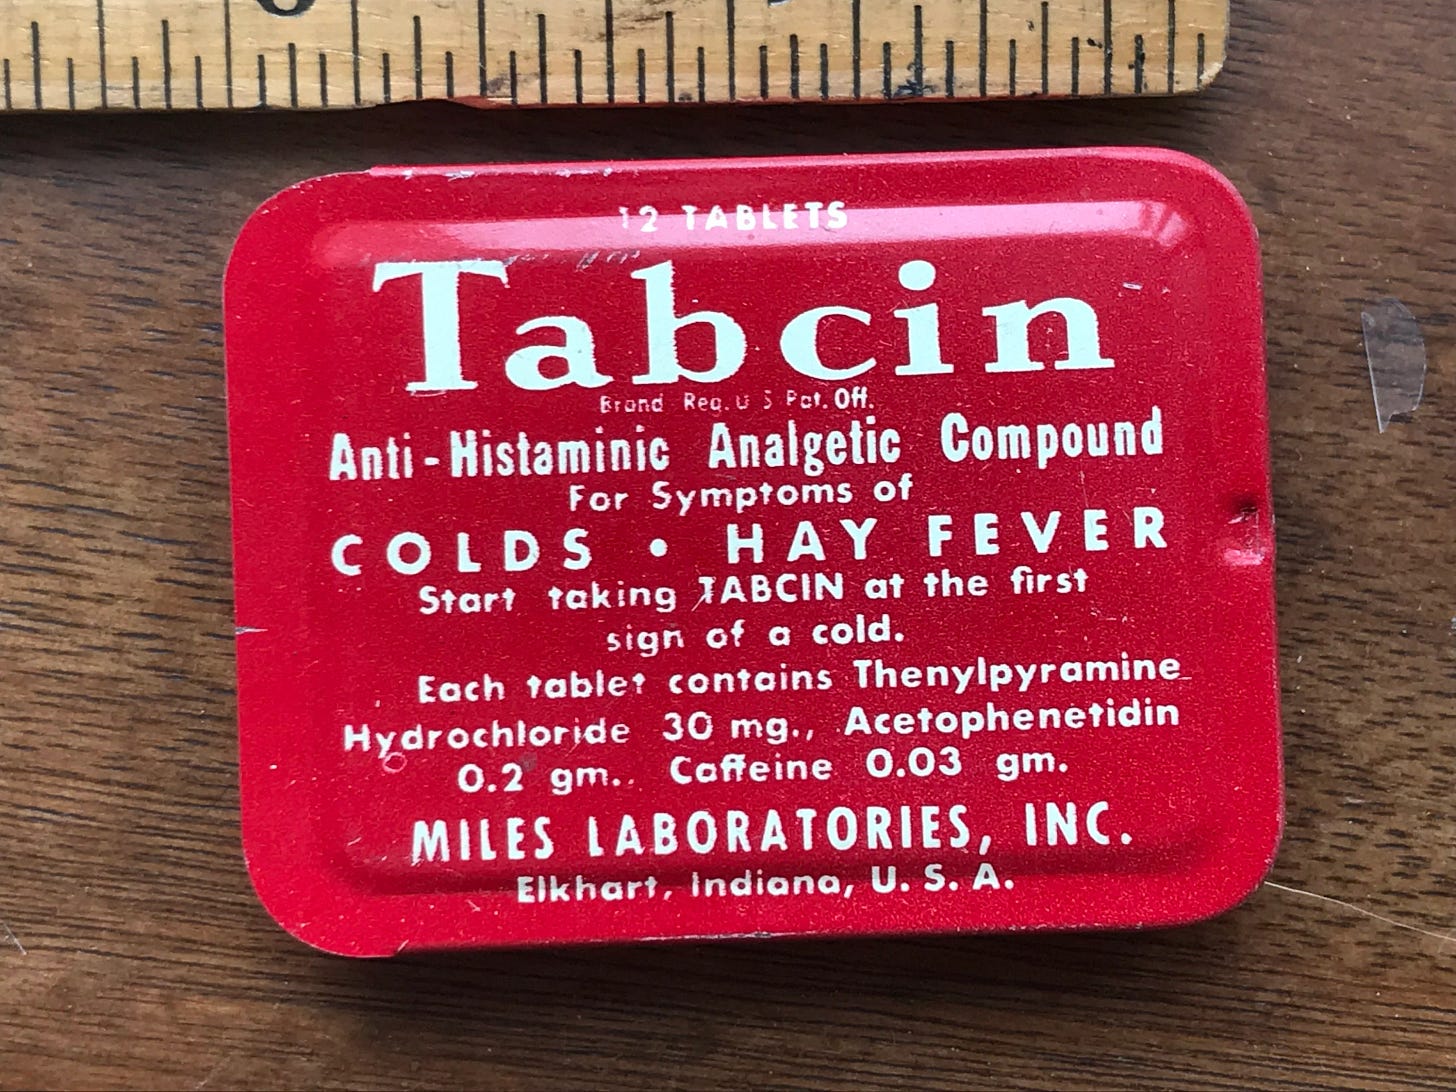 12 TABLETS
Tabcin
Brand Reg. U S Pat. Off.
Anti-Histaminic Analgetic Compound
For Symptoms of
COLDS • HAY FEVER
Start taking TABCIN at the first
sign of a cold.
Each tablet contains Thenylpyramine
Hydrochloride 30 mg., Acetophenetidin
0.2 gm., Caffeine 0.03 gm.
MILES LABORATORIES, INC.
Elkhart, Indiana, U. S. A.